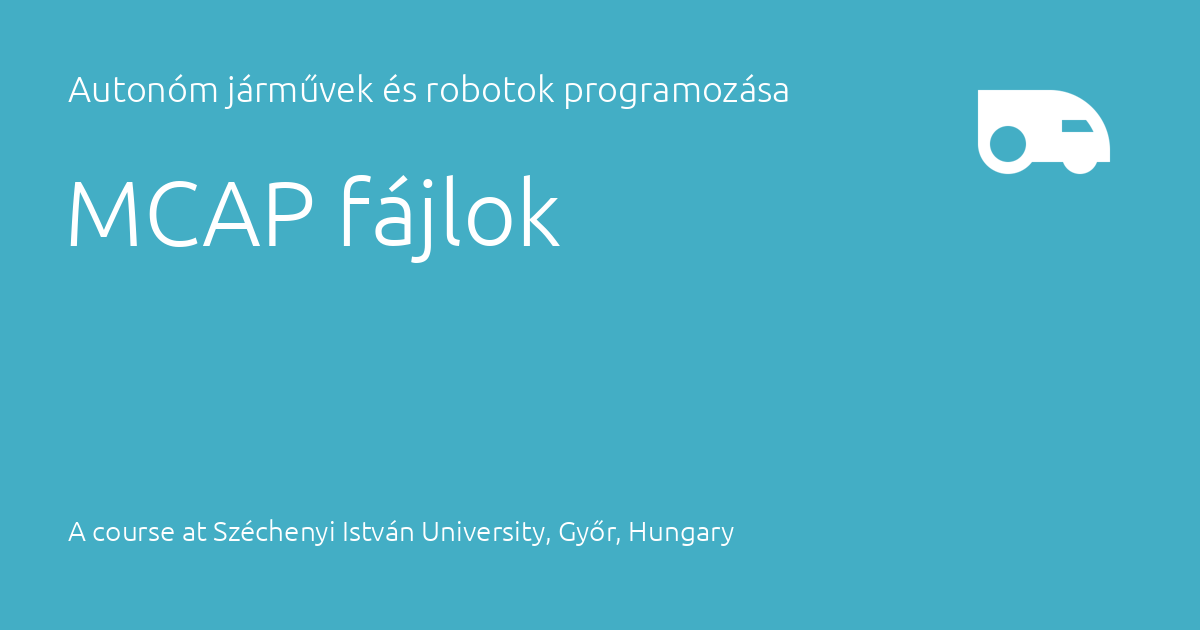 Autonóm járművek és robotok programozása
MCAP fájlok
A course at Széchenyi István University, Győr, Hungary